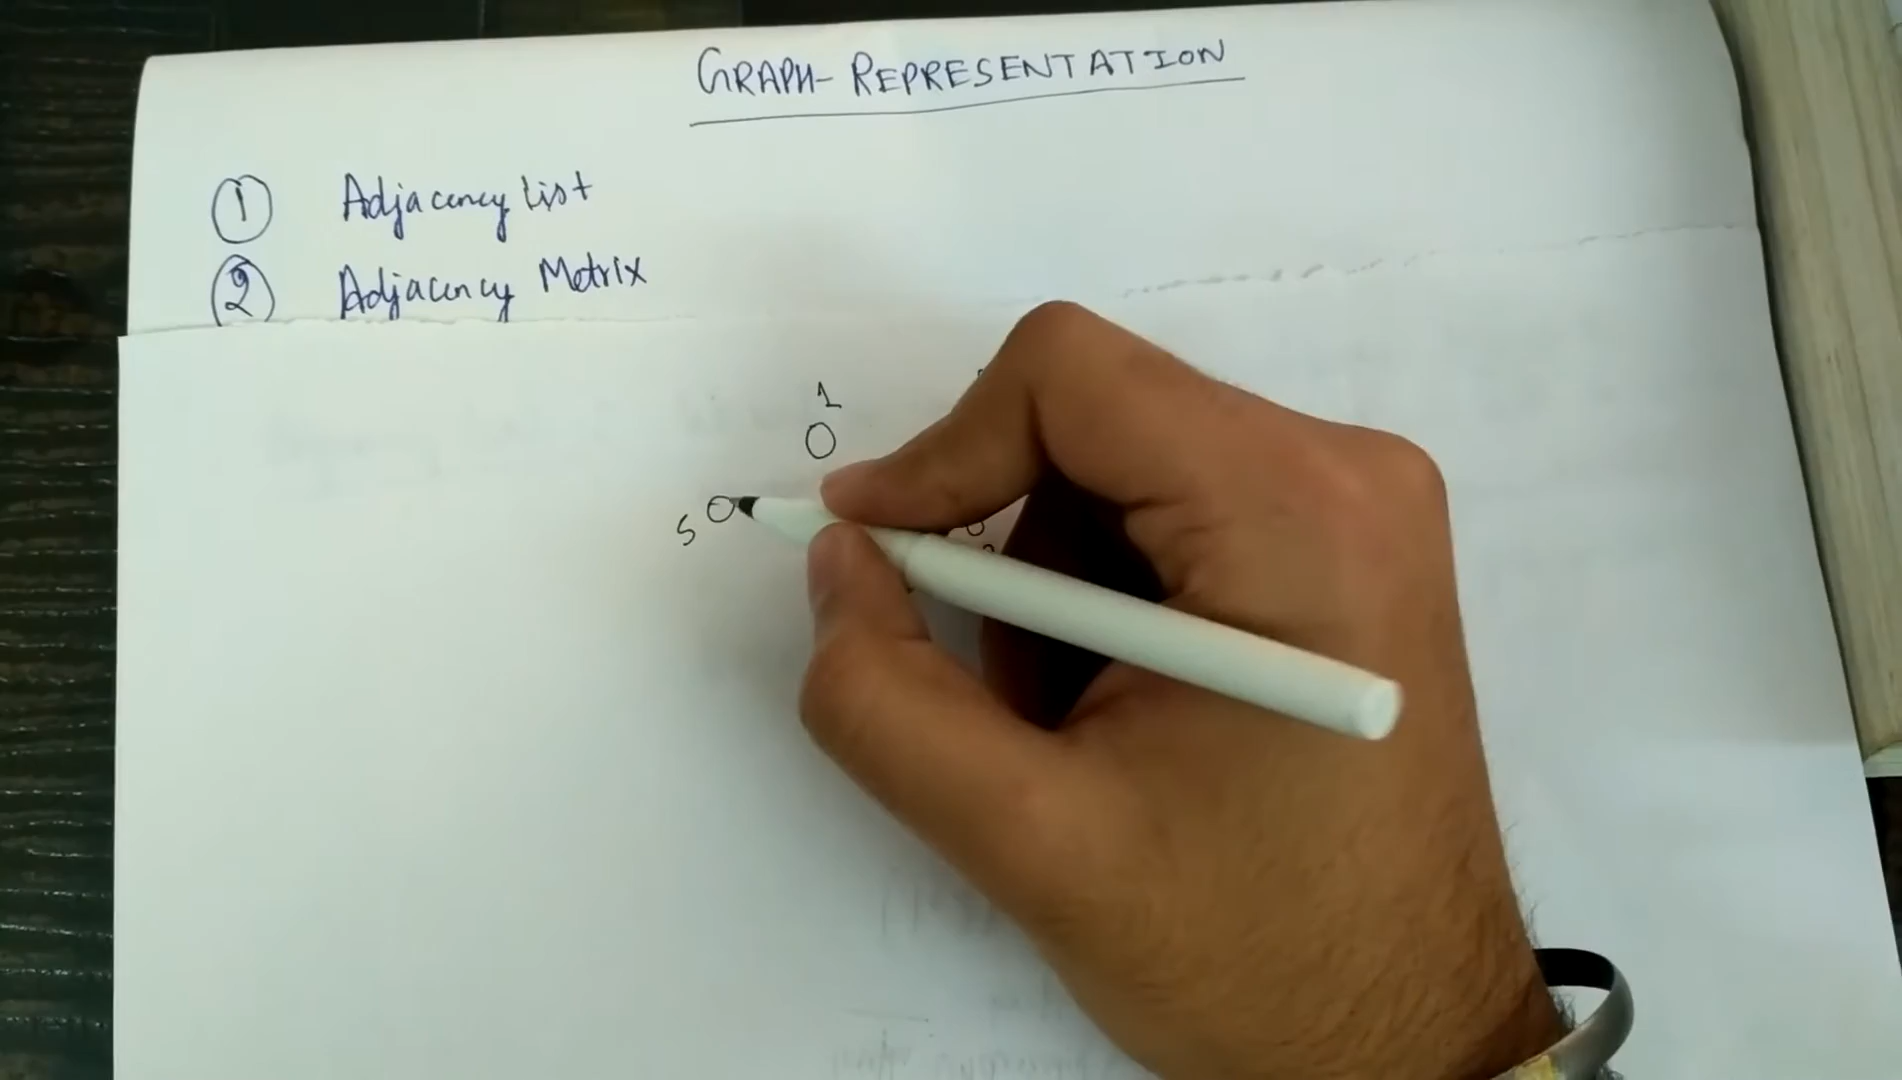 GRAPH-REPRESENTATION
1 Adjacency list
2 Adjacency Matrix
1
5